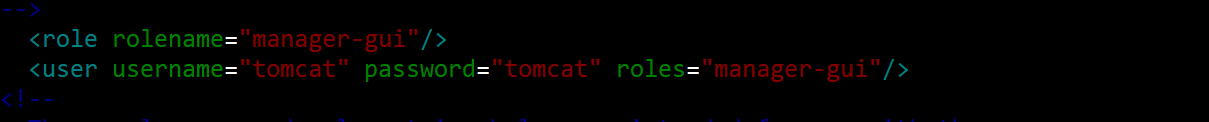 -->
<role rolename="manager-gui"/>
<user username="tomcat" password="tomcat" roles="manager-gui"/>
<!--